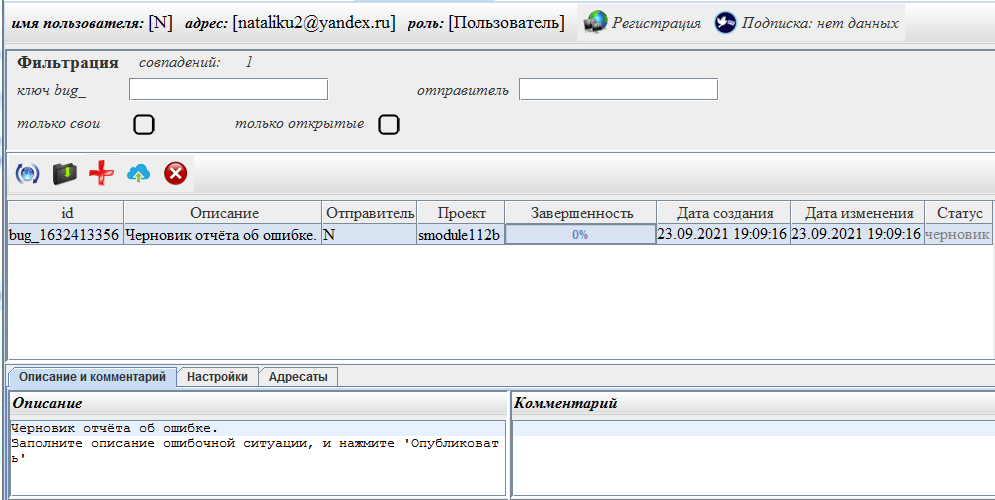 имя пользователя: [N] адрес: [nataliku2@yandex.ru] роль: [Пользователь] Регистрация Подписка: нет данных
Фильтрация совпадений: 1
ключ bug_ отправитель
только свои только открытые
id Описание Отправитель Проект Завершенность Дата создания Дата изменения Статус
bug_1632413356 Черновик отчёта об ошибке. N smodule112b 0% 23.09.2021 19:09:16 23.09.2021 19:09:16 черновик
Описание и комментарий Настройки Адресаты
Описание Комментарий
Черновик отчёта об ошибке.
Заполните описание ошибочной ситуации, и нажмите 'Опубликоват
ь'